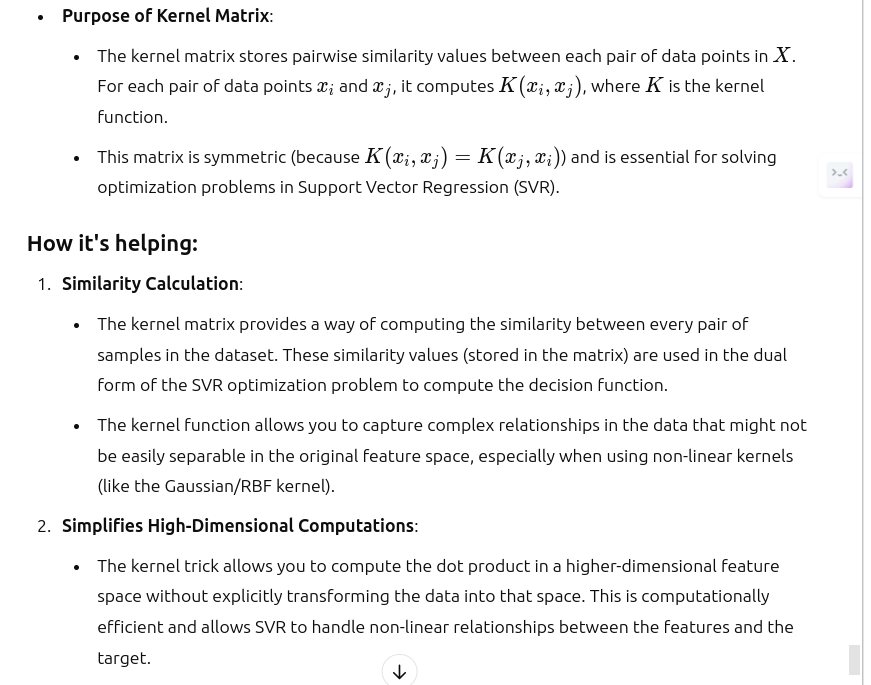 • Purpose of Kernel Matrix:
• The kernel matrix stores pairwise similarity values between each pair of data points in X.
For each pair of data points xᵢ and xⱼ, it computes K(xᵢ, xⱼ), where K is the kernel
function.
• This matrix is symmetric (because K(xᵢ, xⱼ) = K(xⱼ, xᵢ)) and is essential for solving
optimization problems in Support Vector Regression (SVR).
How it's helping:
1. Similarity Calculation:
• The kernel matrix provides a way of computing the similarity between every pair of
samples in the dataset. These similarity values (stored in the matrix) are used in the dual
form of the SVR optimization problem to compute the decision function.
• The kernel function allows you to capture complex relationships in the data that might not
be easily separable in the original feature space, especially when using non-linear kernels
(like the Gaussian/RBF kernel).
2. Simplifies High-Dimensional Computations:
• The kernel trick allows you to compute the dot product in a higher-dimensional feature
space without explicitly transforming the data into that space. This is computationally
efficient and allows SVR to handle non-linear relationships between the features and the
target.